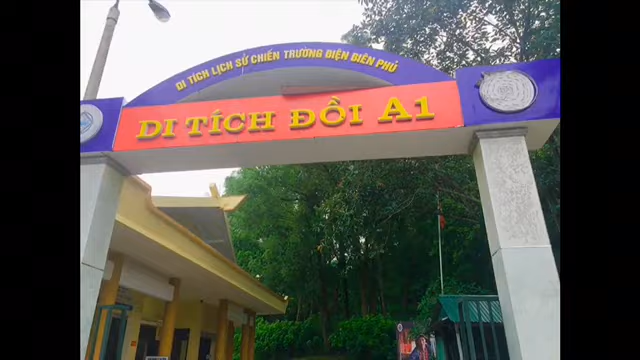 DI TÍCH LỊCH SỬ CHIẾN TRƯỜNG ĐIỆN BIÊN PHỦ
DI TÍCH ĐỒI A1